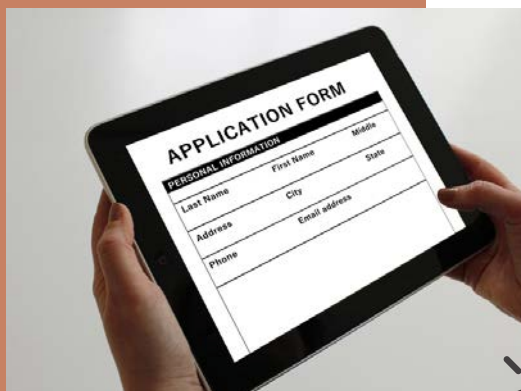 APPLICATION FORM
PERSONAL INFORMATION
Last Name First Name Middle
Address City State
Phone Email address